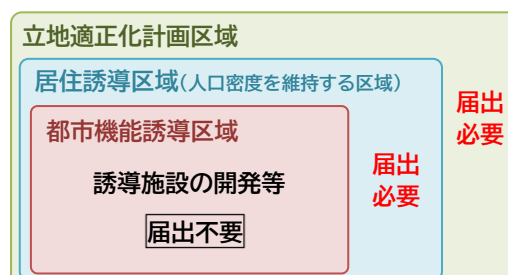 立地適正化計画区域
居住誘導区域(人口密度を維持する区域)
都市機能誘導区域
誘導施設の開発等
届出不要
届出
必要
届出
必要